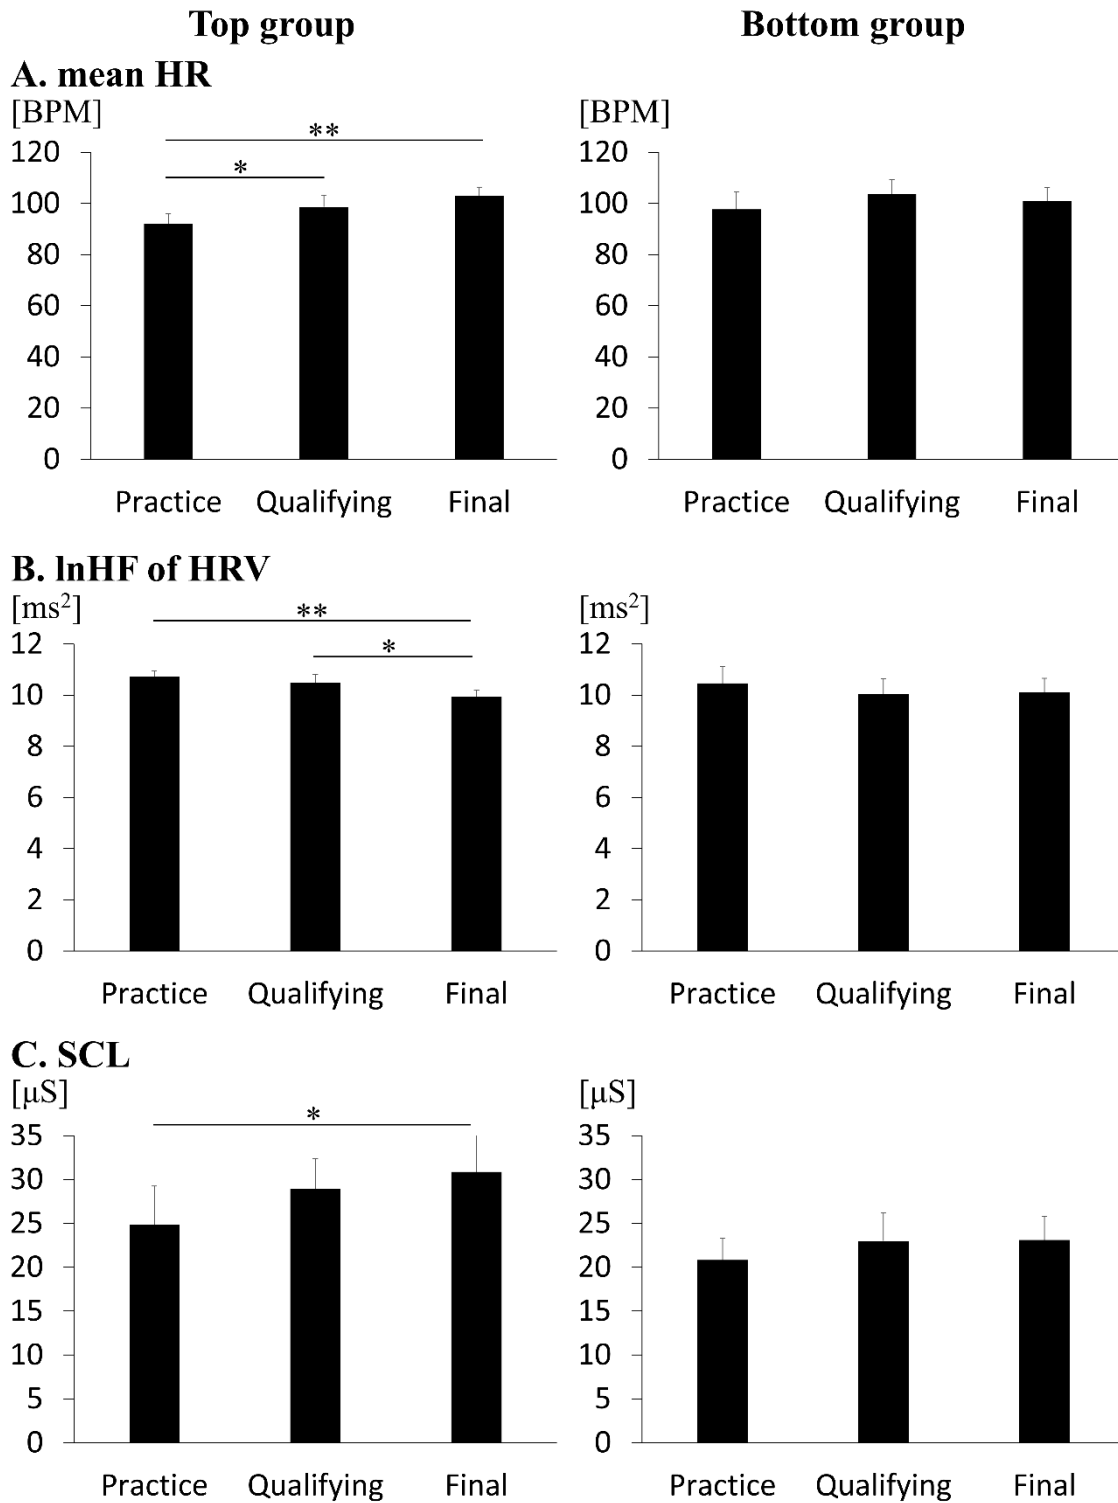 Top group Bottom group
A. mean HR
[BPM] [BPM]
**
*
120 120
100 100
80 80
60 60
40 40
20 20
0 0
Practice Qualifying Final Practice Qualifying Final
B. lnHF of HRV
[ms²] [ms²]
**
*
12 12
10 10
8 8
6 6
4 4
2 2
0 0
Practice Qualifying Final Practice Qualifying Final
C. SCL
[μS] [μS]
*
35 35
30 30
25 25
20 20
15 15
10 10
5 5
0 0
Practice Qualifying Final Practice Qualifying Final